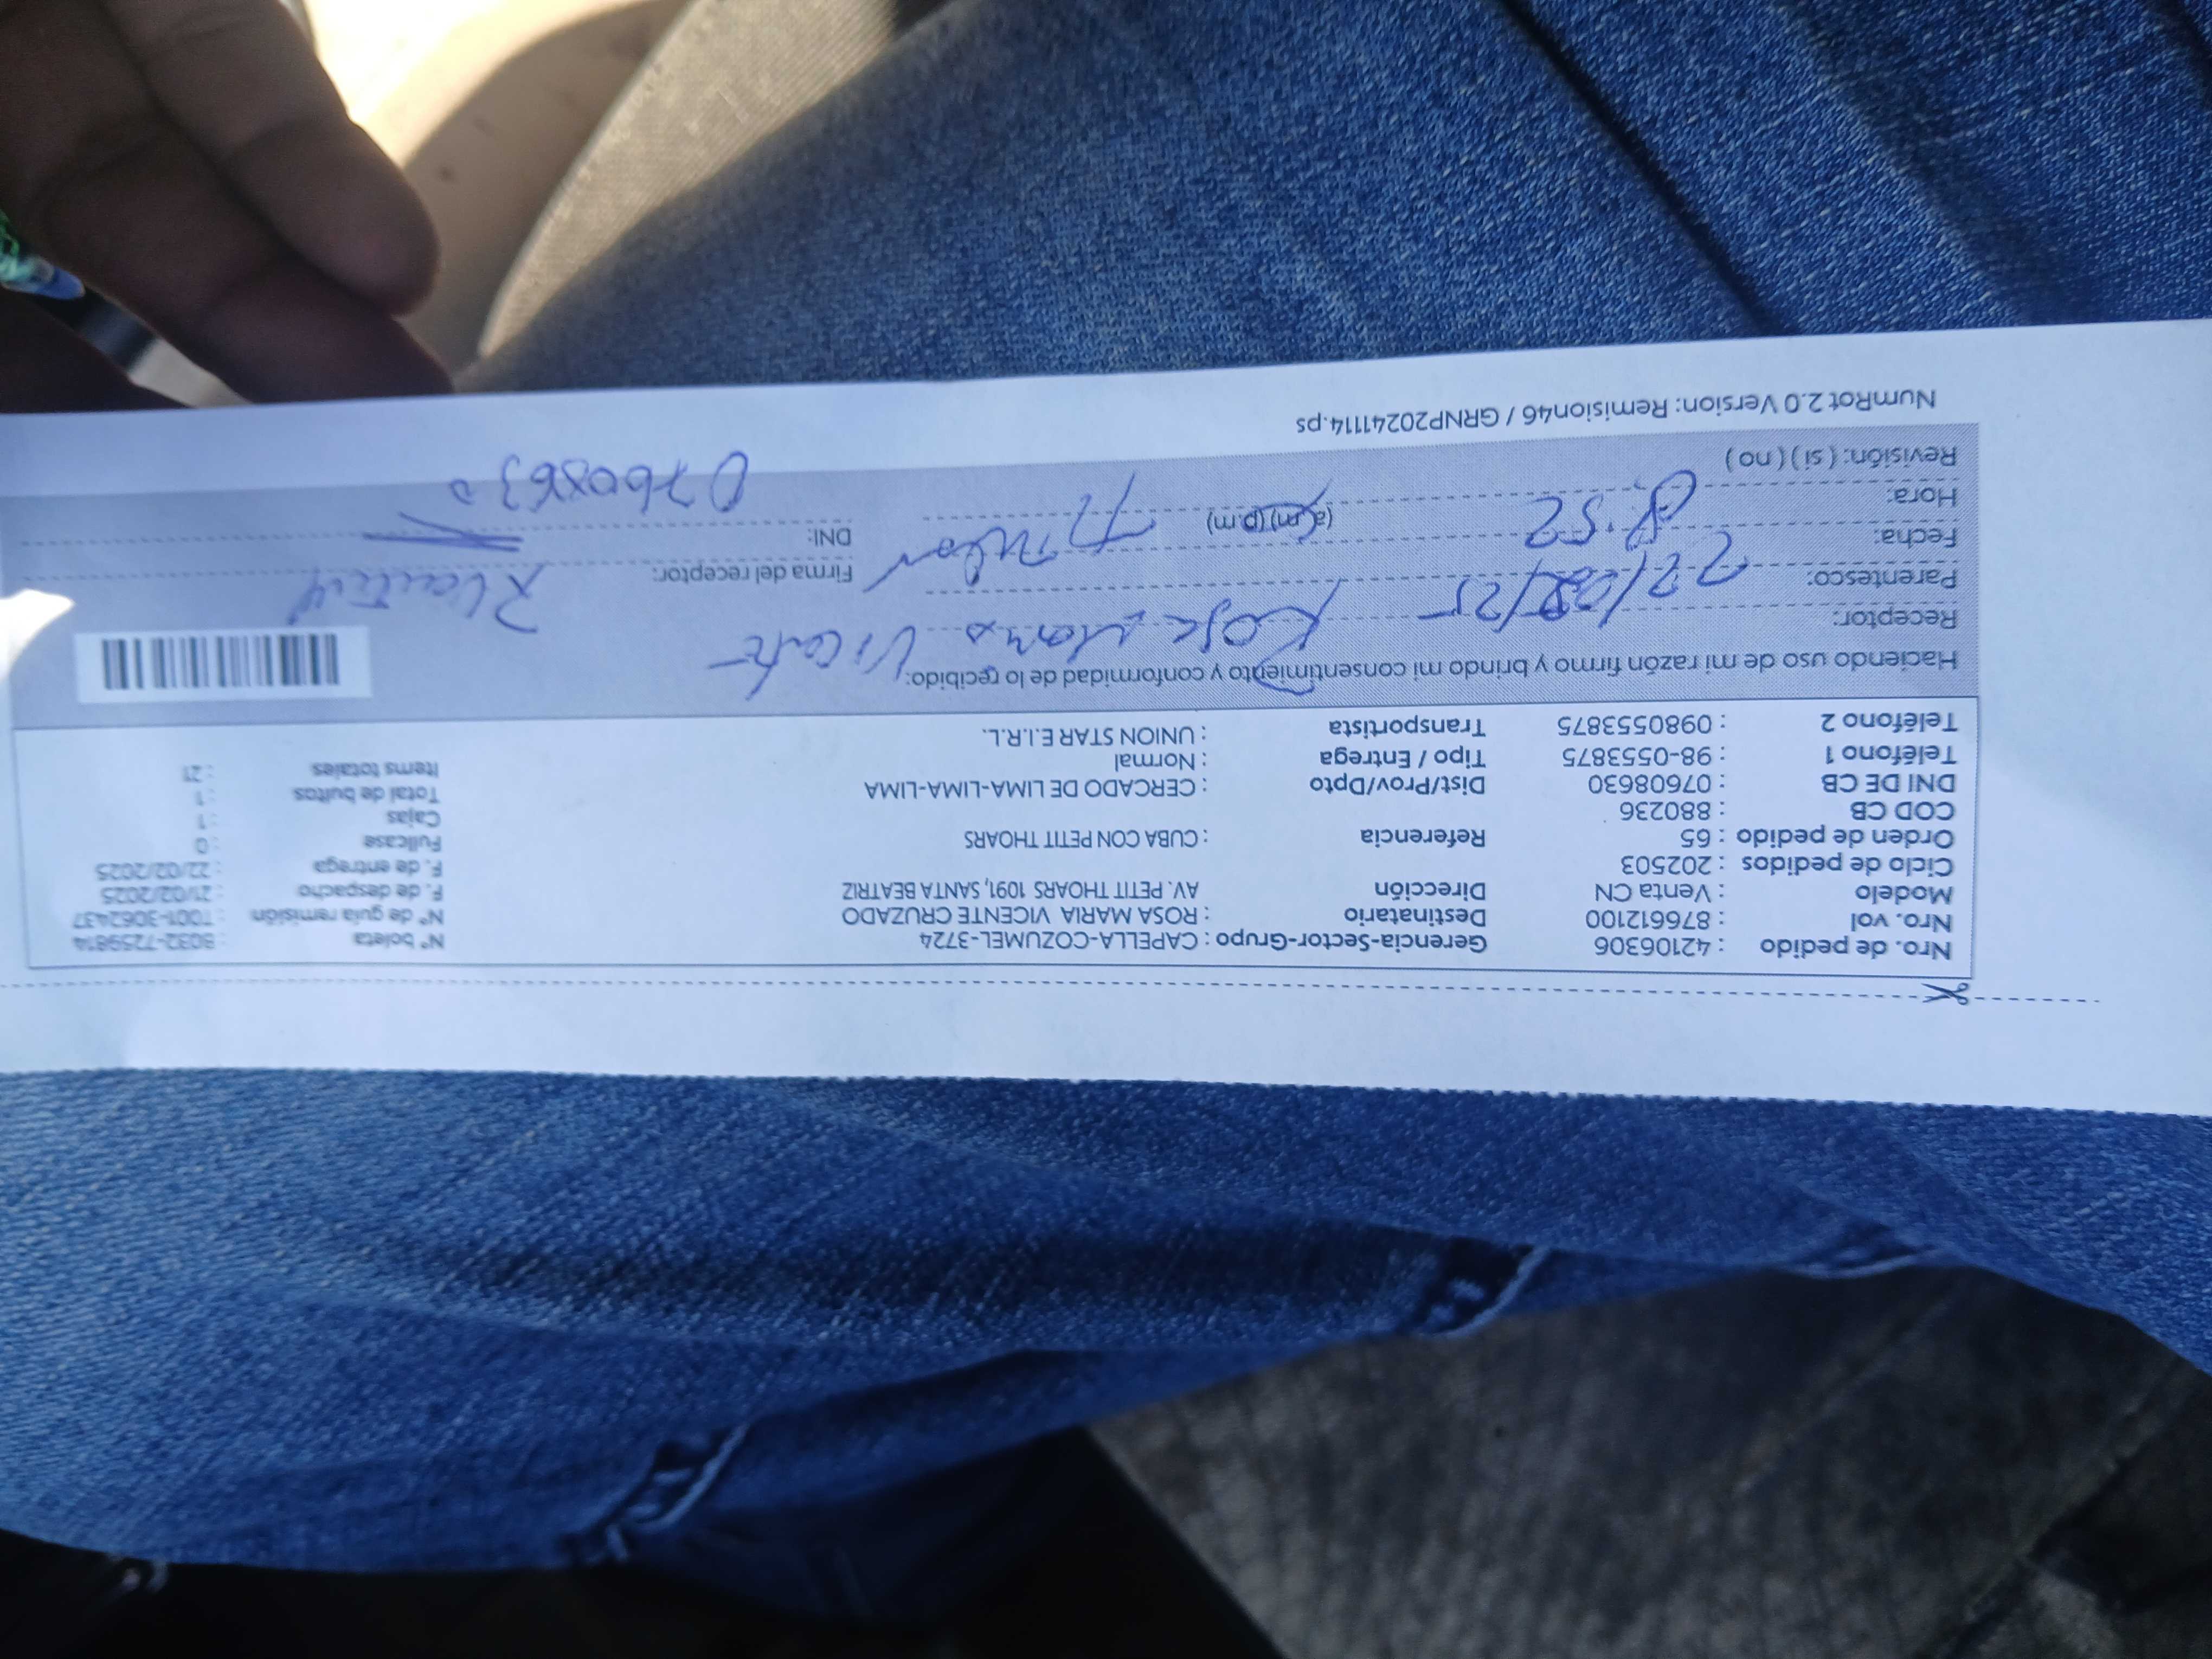 Nro. de pedido : 42106306 Gerencia-Sector-Grupo : CAPELLA-COZUMEL-3724 N° boleta : B032-7259814
Nro. vol : 876612100 Destinatario : ROSA MARIA VICENTE CRUZADO N° de guía remisión : T001-3062437
Modelo : Venta CN Dirección AV. PETIT THOARS 1091, SANTA BEATRIZ F. de despacho : 21/02/2025
Ciclo de pedidos : 202503 F. de entrega : 22/02/2025
Orden de pedido : 65 Referencia : CUBA CON PETIT THOARS Fullcase : 0
COD CB : 880236 Cajas : 1
DNI DE CB : 07608630 Dist/Prov/Dpto : CERCADO DE LIMA-LIMA-LIMA Total de bultos : 1
Teléfono 1 : 98-0553875 Tipo / Entrega : Normal Items totales : 21
Teléfono 2 : 0980553875 Transportista : UNION STAR E.I.R.L.
Haciendo uso de mi razón firmo y brindo mi consentimiento y conformidad de lo recibido:
Receptor: Rosa Maria Vicente
Parentesco: Firma del receptor:
Fecha: 22/02/25 DNI: 07608630
Hora: 8:52 (a.m) (p.m)
Revisión: ( si ) ( no )
NumRot 2.0 Version: Remision46 / GRNP20241114.ps